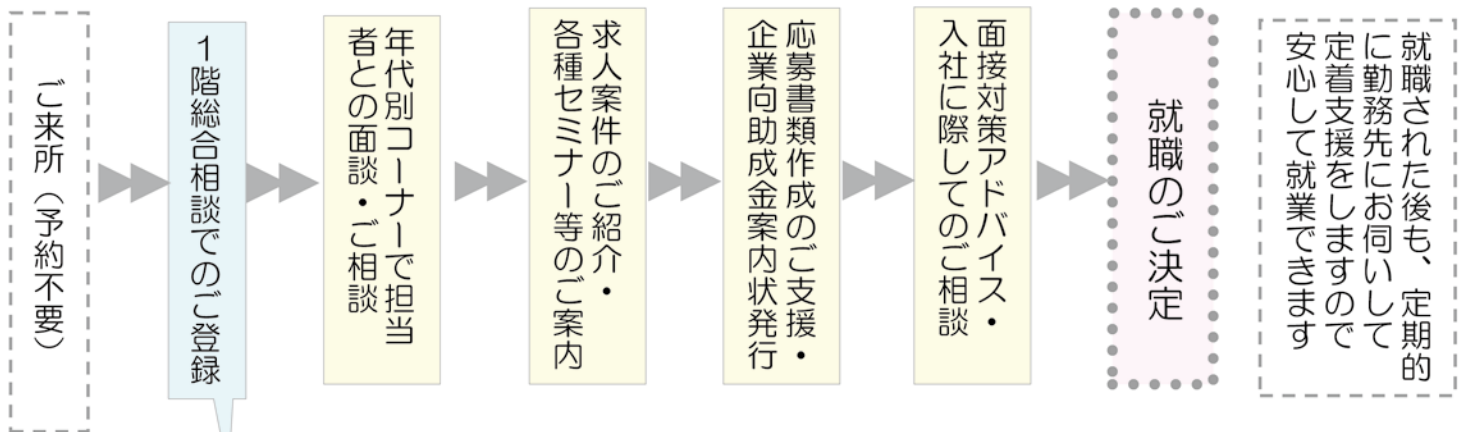 ご来所（予約不要）
１階総合相談でのご登録
年代別コーナーで担当
者との面談・ご相談
求人案件のご紹介・
各種セミナー等のご案内
応募書類作成のご支援・
企業向助成金案内状発行
面接対策アドバイス・
入社に際してのご相談
就職のご決定
就職された後も、定期的
に勤務先にお伺いして
定着支援をしますので
安心して就業できます